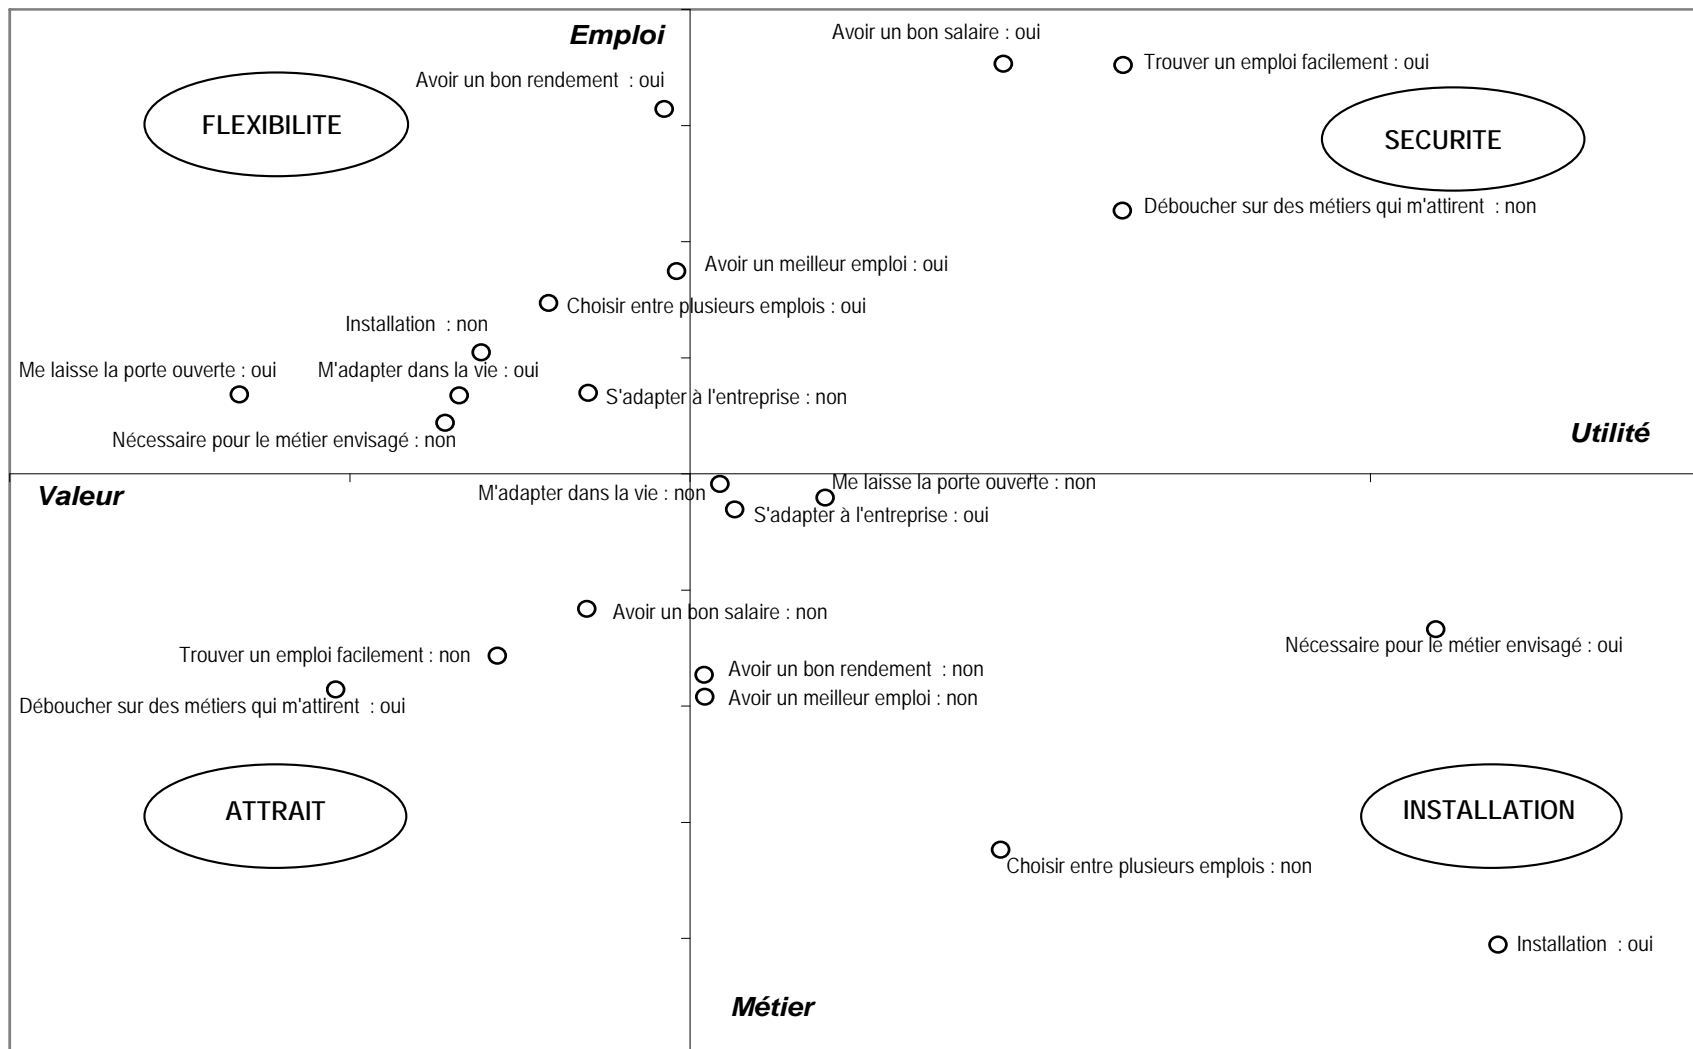 Emploi
Avoir un bon salaire : oui
Trouver un emploi facilement : oui
Avoir un bon rendement : oui
FLEXIBILITE
SECURITE
Déboucher sur des métiers qui m'attirent : non
Avoir un meilleur emploi : oui
Choisir entre plusieurs emplois : oui
Installation : non
Me laisse la porte ouverte : oui
M'adapter dans la vie : oui
S'adapter à l'entreprise : non
Nécessaire pour le métier envisagé : non
Utilité
Valeur
M'adapter dans la vie : non
Me laisse la porte ouverte : non
S'adapter à l'entreprise : oui
Avoir un bon salaire : non
Nécessaire pour le métier envisagé : oui
Trouver un emploi facilement : non
Avoir un bon rendement : non
Avoir un meilleur emploi : non
Déboucher sur des métiers qui m'attirent : oui
ATTRAIT
INSTALLATION
Choisir entre plusieurs emplois : non
Installation : oui
Métier